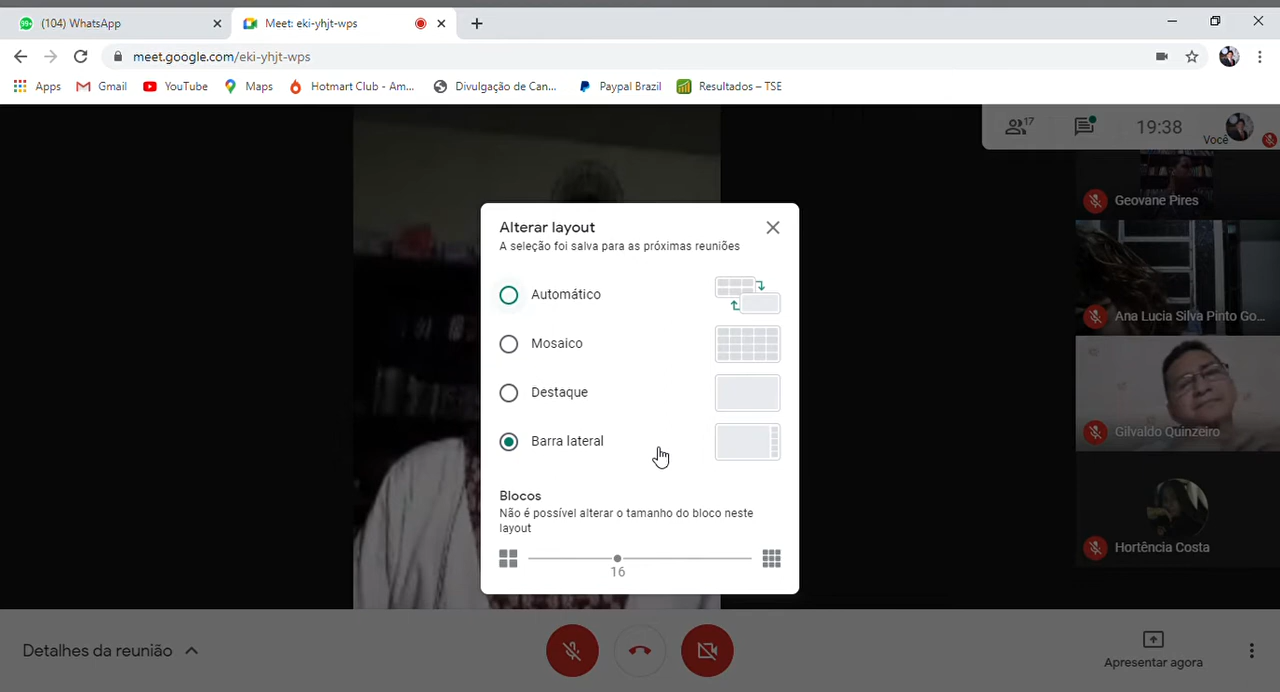 99+
(104) WhatsApp
Meet: eki-yhjt-wps
meet.google.com/eki-yhjt-wps
Apps
Gmail
YouTube
Maps
Hotmart Club - Am...
Divulgação de Can...
Paypal Brazil
Resultados – TSE
17
19:38
Você
Geovane Pires
Ana Lucia Silva Pinto Go...
Gilvaldo Quinzeiro
Hortência Costa
Alterar layout
A seleção foi salva para as próximas reuniões
Automático
Mosaico
Destaque
Barra lateral
Blocos
Não é possível alterar o tamanho do bloco neste
layout
16
Detalhes da reunião
Apresentar agora